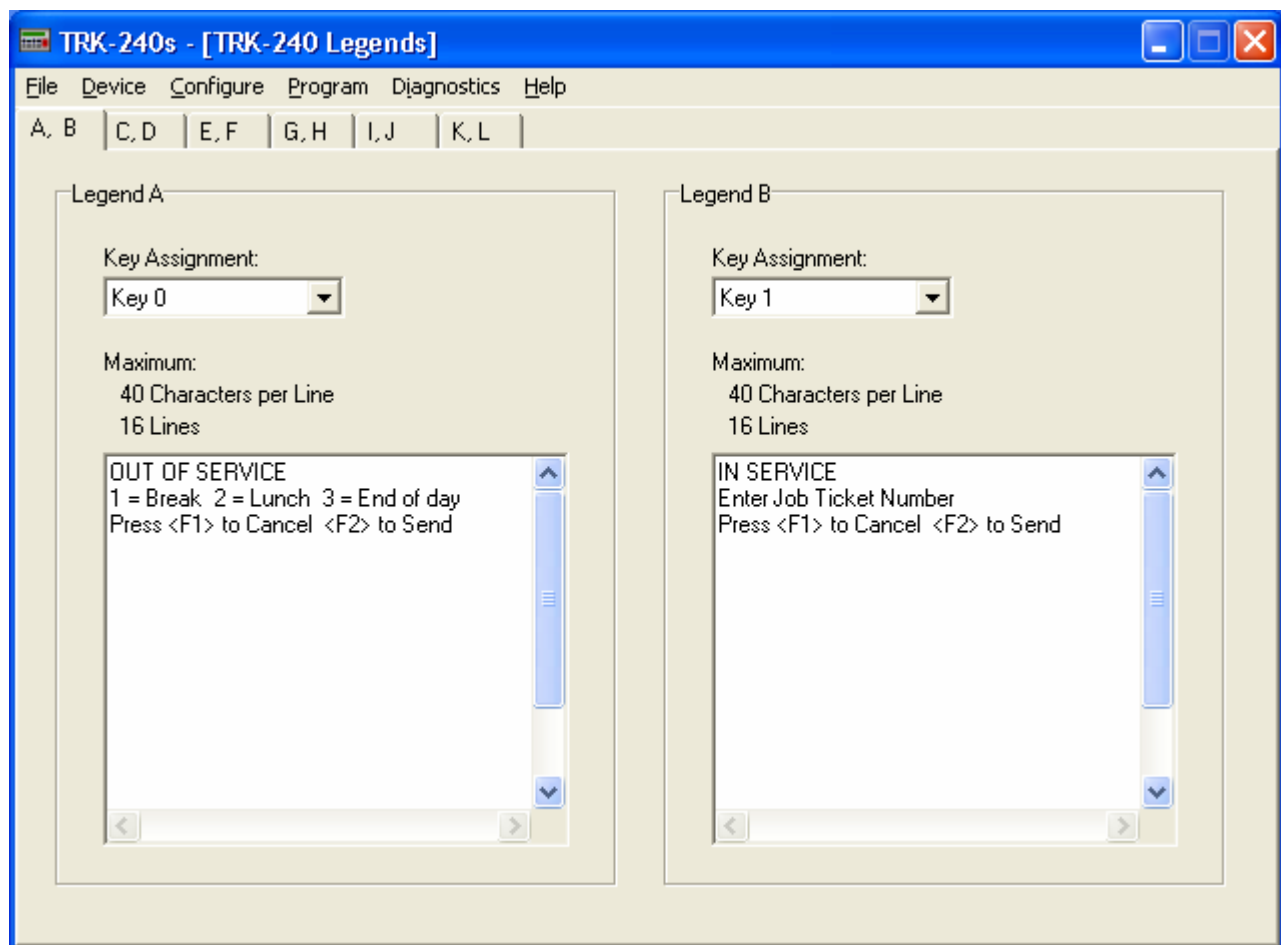 TRK-240s - [TRK-240 Legends]
File Device Configure Program Diagnostics Help
A, B C, D E, F G, H I, J K, L
Legend A
Key Assignment:
Key 0
Maximum:
40 Characters per Line
16 Lines
OUT OF SERVICE
1 = Break 2 = Lunch 3 = End of day
Press <F1> to Cancel <F2> to Send
Legend B
Key Assignment:
Key 1
Maximum:
40 Characters per Line
16 Lines
IN SERVICE
Enter Job Ticket Number
Press <F1> to Cancel <F2> to Send